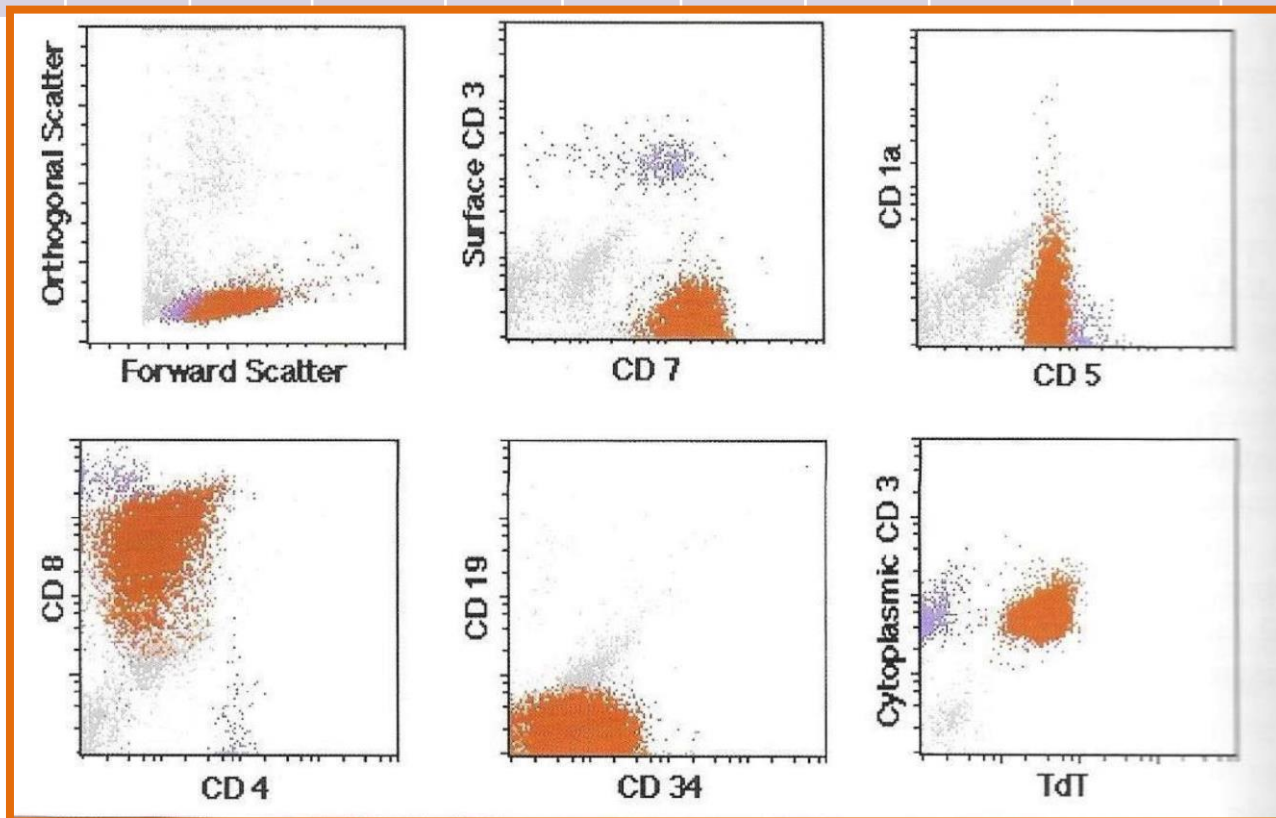 Orthogonal Scatter
Forward Scatter
Surface CD 3
CD 7
CD 1a
CD 5
CD 8
CD 4
CD 19
CD 34
Cytoplasmic CD 3
TdT